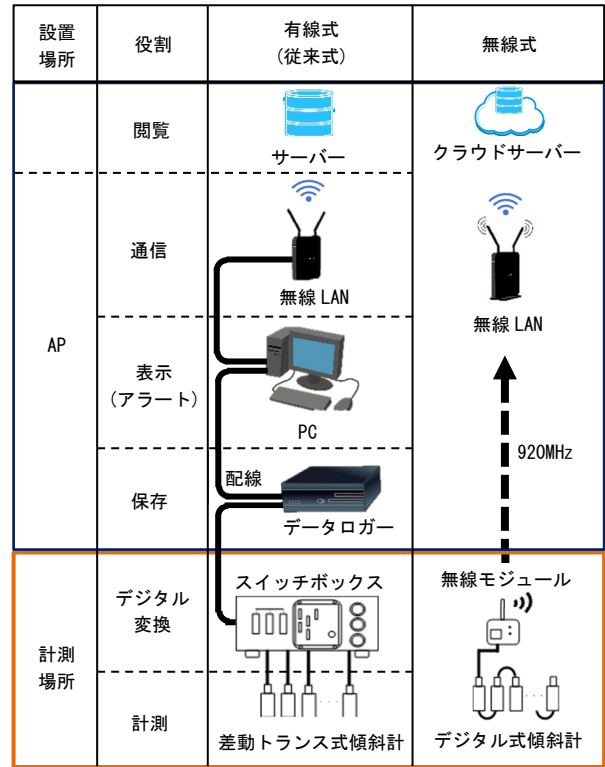 設置
場所
役割
有線式
(従来式)
無線式
閲覧
サーバー
クラウドサーバー
AP
通信
無線 LAN
無線 LAN
表示
(アラート)
PC
920MHz
保存
配線
データロガー
計測
場所
デジタル
変換
スイッチボックス
無線モジュール
計測
差動トランス式傾斜計
デジタル式傾斜計